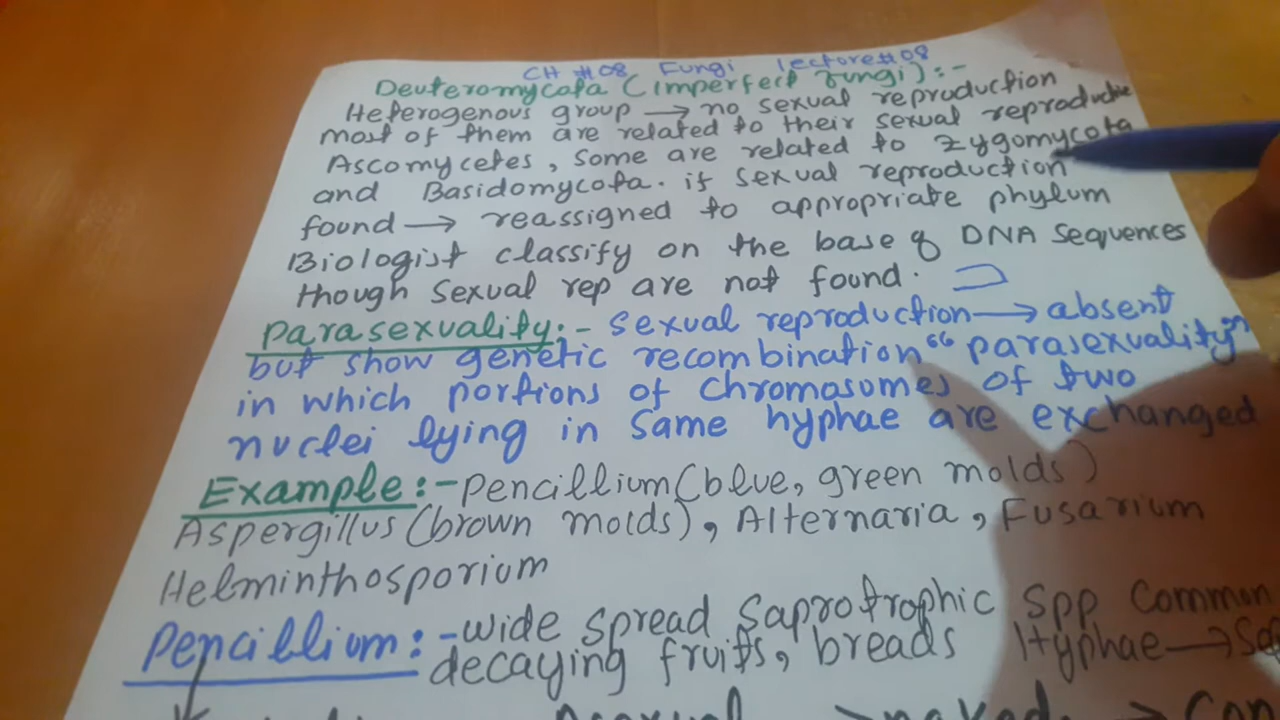 CH #08 Fungi lecture#08
Deuteromycota (Imperfect Fungi):-
Heterogenous group → no sexual reproduction
most of them are related to their sexual reproductive
Ascomycetes, Some are related to Zygomycota
and Basidomycota. if sexual reproduction
found → reassigned to appropriate phylum
Biologist classify on the base of DNA Sequences
though sexual rep are not found.
Parasexuality:- Sexual reproduction → absent
but show genetic recombination "parasexuality"
in which portions of chromosomes of two
nuclei lying in same hyphae are exchanged
Example:- Pencillium (blue, green molds)
Aspergillus (brown molds), Alternaria, Fusarium
Helminthosporium
Pencillium:- wide spread Saprotrophic Spp Common
decaying fruits, breads Hyphae →
Asexual → naked →